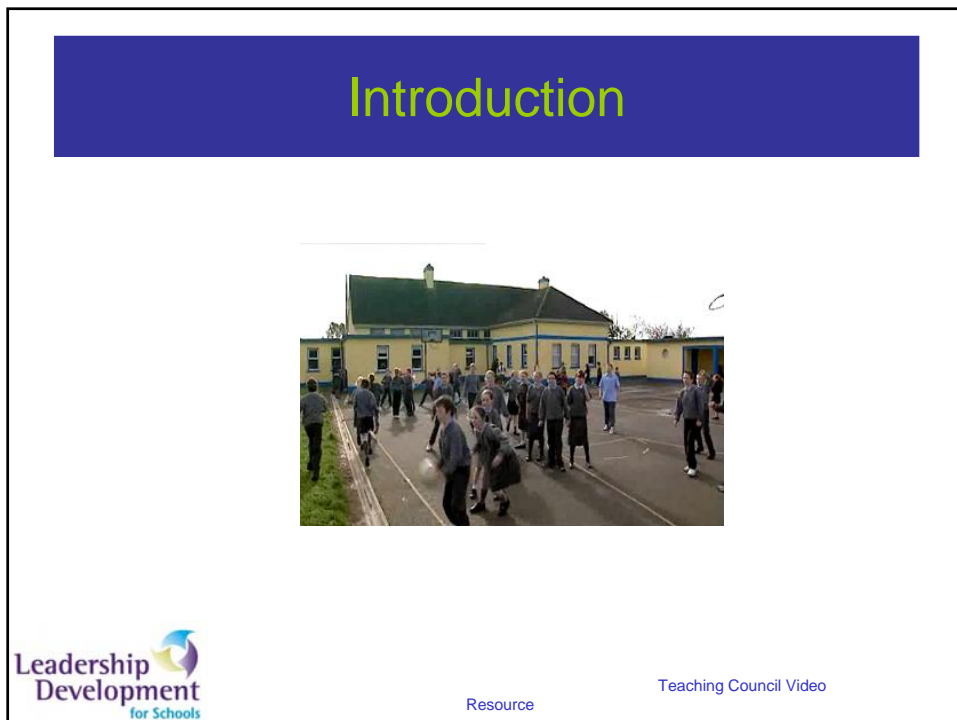 Introduction
Leadership
Development
for Schools
Teaching Council Video
Resource